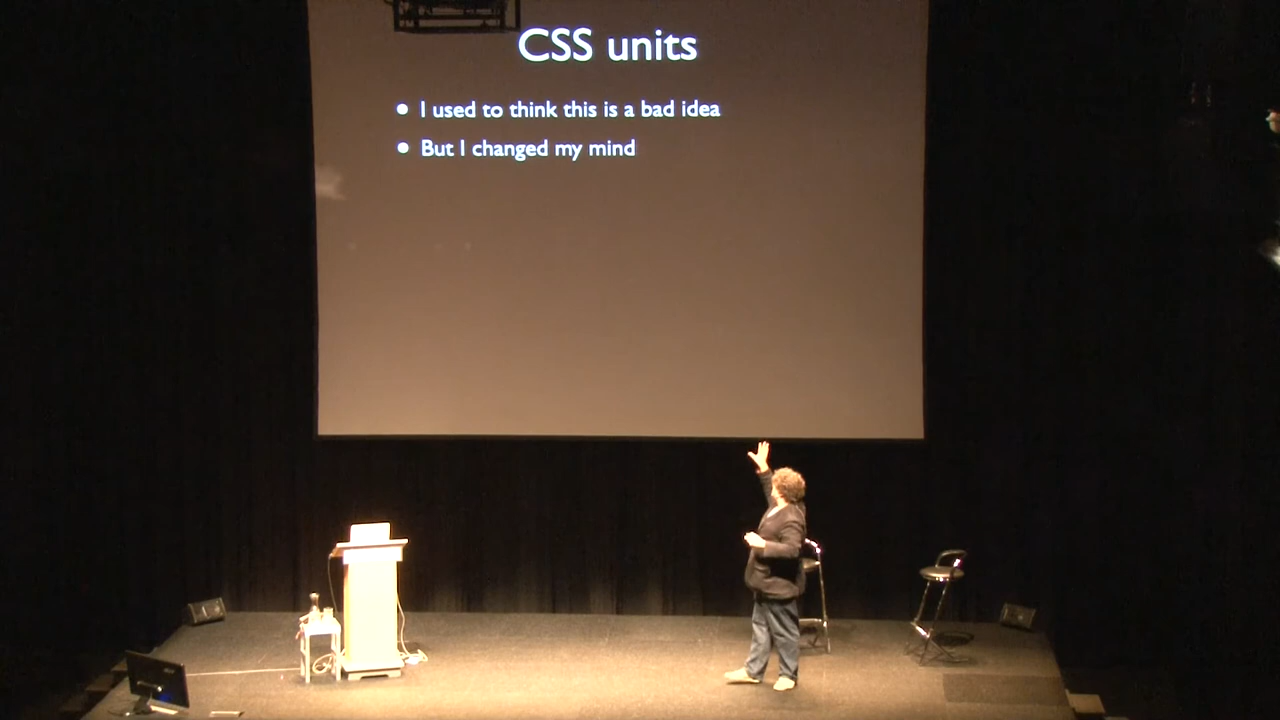 CSS units
• I used to think this is a bad idea
• But I changed my mind